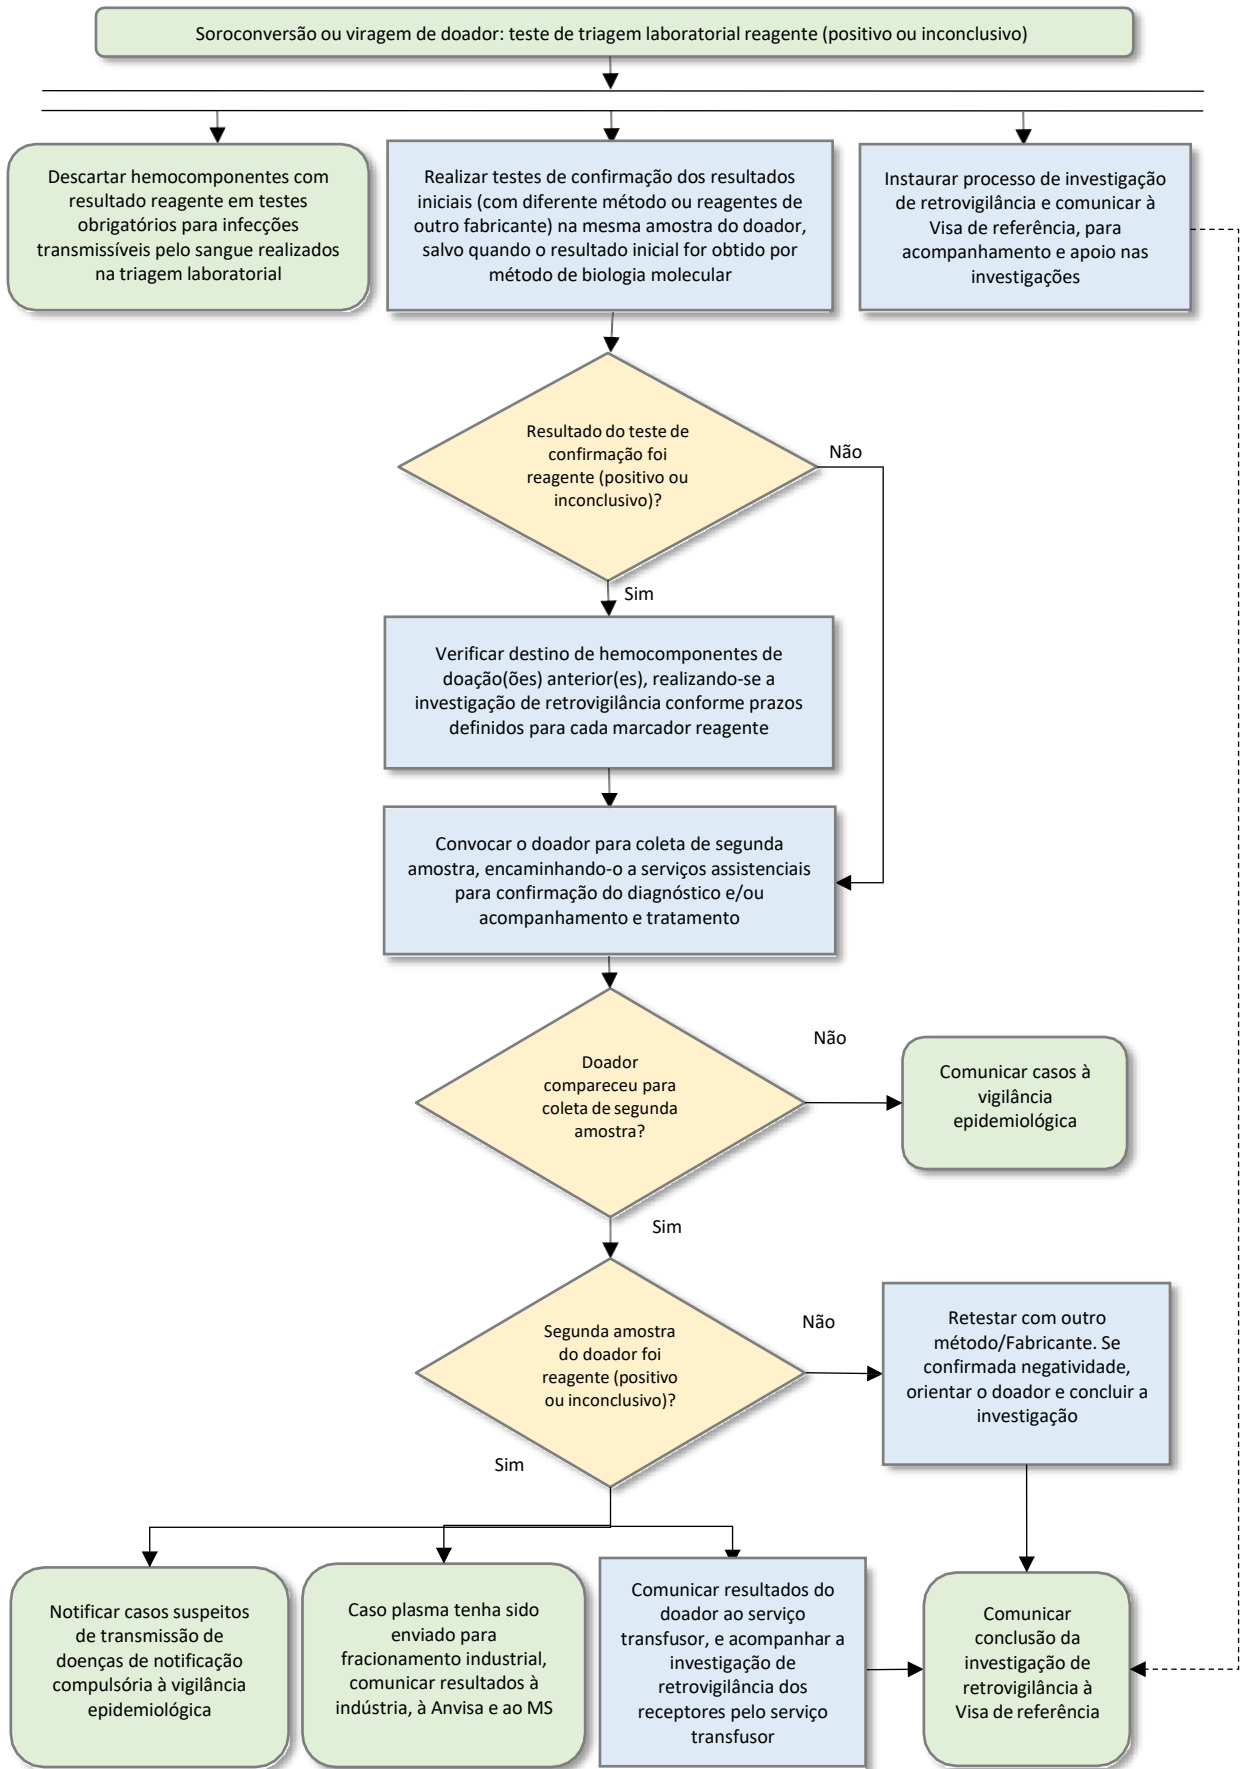 Soroconversão ou viragem de doador: teste de triagem laboratorial reagente (positivo ou inconclusivo)
Descartar hemocomponentes com
resultado reagente em testes
obrigatórios para infecções
transmissíveis pelo sangue realizados
na triagem laboratorial
Realizar testes de confirmação dos resultados
iniciais (com diferente método ou reagentes de
outro fabricante) na mesma amostra do doador,
salvo quando o resultado inicial for obtido por
método de biologia molecular
Instaurar processo de investigação
de retrovigilância e comunicar à
Visa de referência, para
acompanhamento e apoio nas
investigações
Resultado do teste de
confirmação foi
reagente (positivo ou
inconclusivo)?
Não
Sim
Verificar destino de hemocomponentes de
doação(ões) anterior(es), realizando-se a
investigação de retrovigilância conforme prazos
definidos para cada marcador reagente
Convocar o doador para coleta de segunda
amostra, encaminhando-o a serviços assistenciais
para confirmação do diagnóstico e/ou
acompanhamento e tratamento
Doador
compareceu para
coleta de segunda
amostra?
Não
Comunicar casos à
vigilância
epidemiológica
Sim
Segunda amostra
do doador foi
reagente (positivo
ou inconclusivo)?
Não
Retestar com outro
método/Fabricante. Se
confirmada negatividade,
orientar o doador e concluir a
investigação
Sim
Notificar casos suspeitos
de transmissão de
doenças de notificação
compulsória à vigilância
epidemiológica
Caso plasma tenha sido
enviado para
fracionamento industrial,
comunicar resultados à
indústria, à Anvisa e ao MS
Comunicar resultados do
doador ao serviço
transfusor, e acompanhar a
investigação de
retrovigilância dos
receptores pelo serviço
transfusor
Comunicar
conclusão da
investigação de
retrovigilância à
Visa de referência